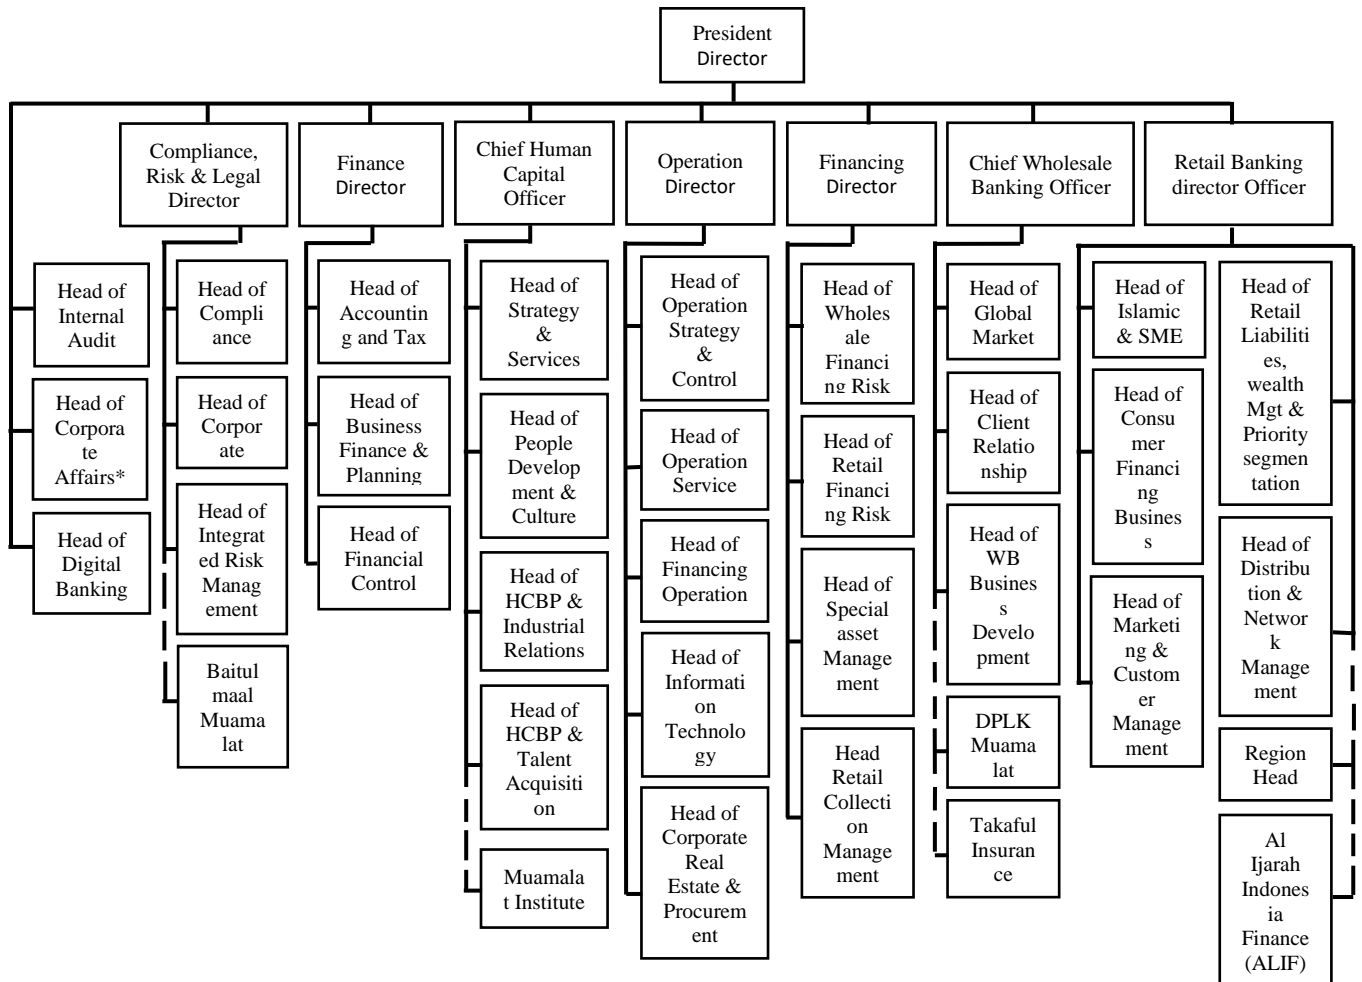 President
Director
Compliance,
Risk & Legal
Director
Finance
Director
Chief Human
Capital
Officer
Operation
Director
Financing
Director
Chief Wholesale
Banking Officer
Retail Banking
director Officer
Head of
Internal
Audit
Head of
Corpora
te
Affairs*
Head of
Digital
Banking
Head of
Compli
ance
Head of
Corpor
ate
Head of
Integrat
ed Risk
Manag
ement
Baitul
maal
Muama
lat
Head of
Accountin
g and Tax
Head of
Business
Finance &
Planning
Head of
Financial
Control
Head of
Strategy
&
Services
Head of
People
Develop
ment &
Culture
Head of
HCBP &
Industrial
Relations
Head of
HCBP &
Talent
Acquisiti
on
Muamala
t Institute
Head of
Operation
Strategy
&
Control
Head of
Operation
Service
Head of
Financing
Operation
Head of
Informati
on
Technolo
gy
Head of
Corporate
Real
Estate &
Procurem
ent
Head of
Wholes
ale
Financi
ng Risk
Head of
Retail
Financi
ng Risk
Head of
Special
asset
Manage
ment
Head
Retail
Collecti
on
Manage
ment
Head of
Global
Market
Head of
Client
Relatio
nship
Head of
WB
Busines
s
Develo
pment
DPLK
Muama
lat
Takaful
Insuran
ce
Head of
Islamic
& SME
Head of
Consu
mer
Financi
ng
Busines
s
Head of
Marketi
ng &
Custom
er
Manage
ment
Head of
Retail
Liabiliti
es,
wealth
Mgt &
Priority
segmen
tation
Head of
Distribu
tion &
Networ
k
Manage
ment
Region
Head
Al
Ijarah
Indones
ia
Finance
(ALIF)